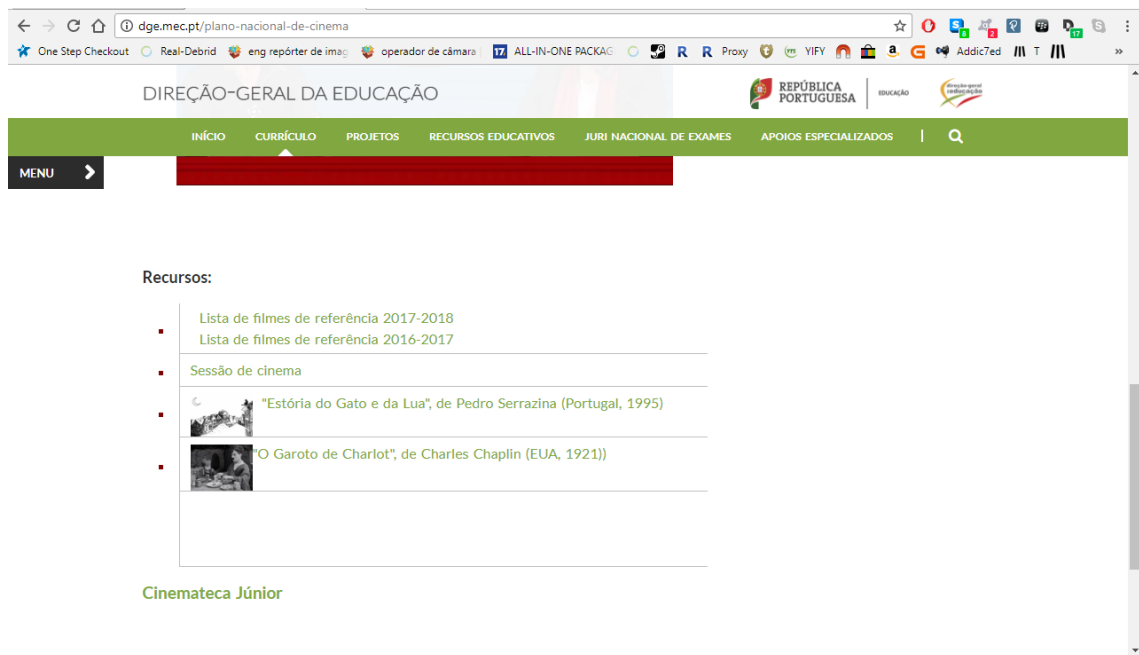 dge.mec.pt/plano-nacional-de-cinema
One Step Checkout Real-Debrid eng repórter de imag operador de câmara 17 ALL-IN-ONE PACKAG R R Proxy YIFY a G Addic7ed T »
DIREÇÃO-GERAL DA EDUCAÇÃO
REPÚBLICA
PORTUGUESA
EDUCAÇÃO
direção-geral
educação
INÍCIO CURRÍCULO PROJETOS RECURSOS EDUCATIVOS JURI NACIONAL DE EXAMES APOIOS ESPECIALIZADOS |
MENU
Recursos:
Lista de filmes de referência 2017-2018
Lista de filmes de referência 2016-2017
Sessão de cinema
"Estória do Gato e da Lua", de Pedro Serrazina (Portugal, 1995)
"O Garoto de Charlot", de Charles Chaplin (EUA, 1921))
Cinemateca Júnior